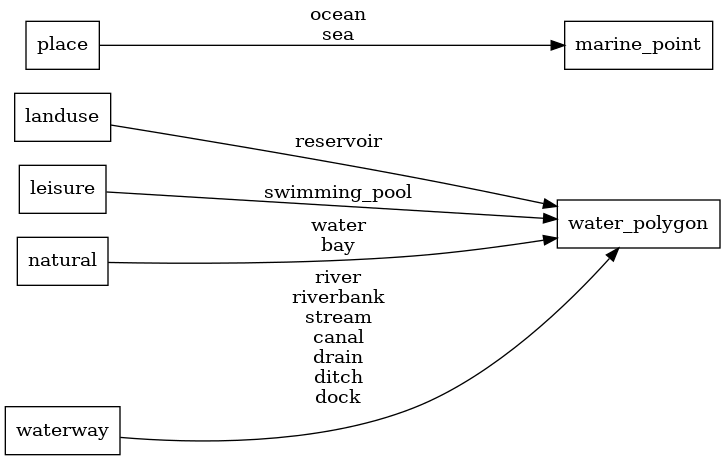 ocean
sea
place
marine_point
landuse
reservoir
leisure
swimming_pool
water_polygon
natural
water
bay
river
riverbank
stream
canal
drain
ditch
dock
waterway